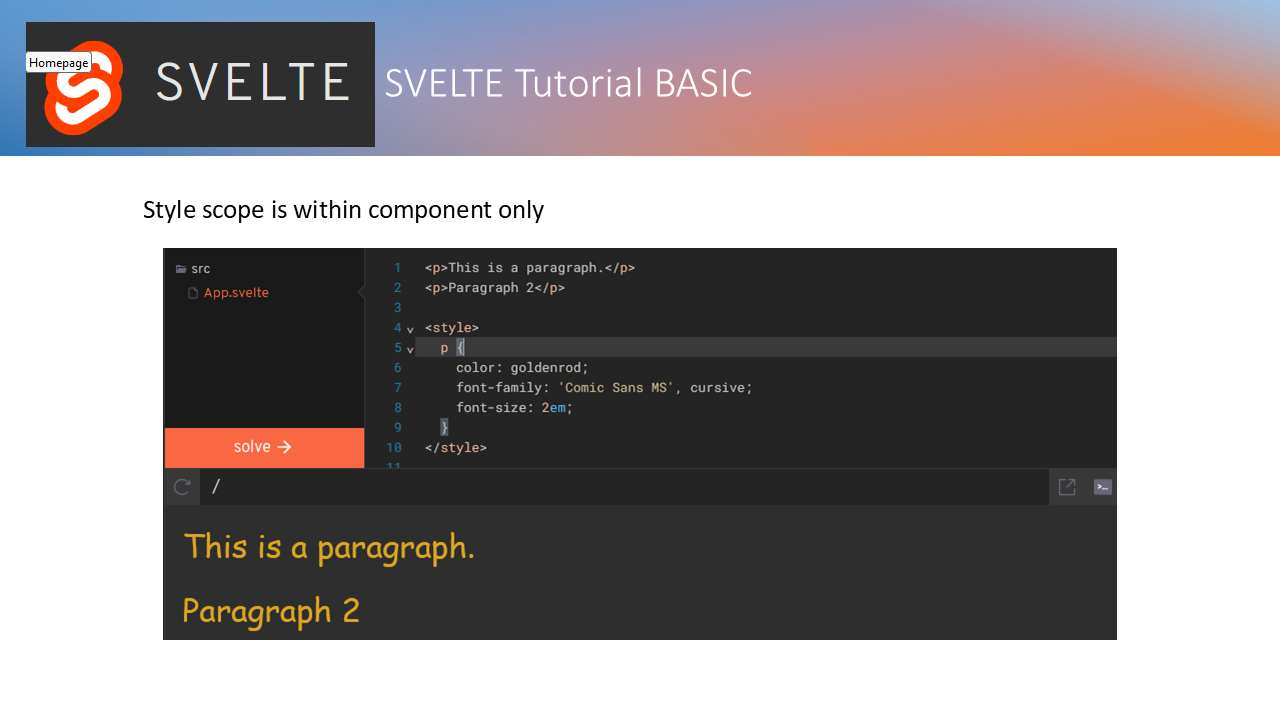 Homepage
SVELTE
SVELTE Tutorial BASIC
Style scope is within component only
src
App.svelte
solve →
1 <p>This is a paragraph.</p>
2 <p>Paragraph 2</p>
3
4 <style>
5 p {
6 color: goldenrod;
7 font-family: 'Comic Sans MS', cursive;
8 font-size: 2em;
9 }
10 </style>
11
/
>_
This is a paragraph.
Paragraph 2